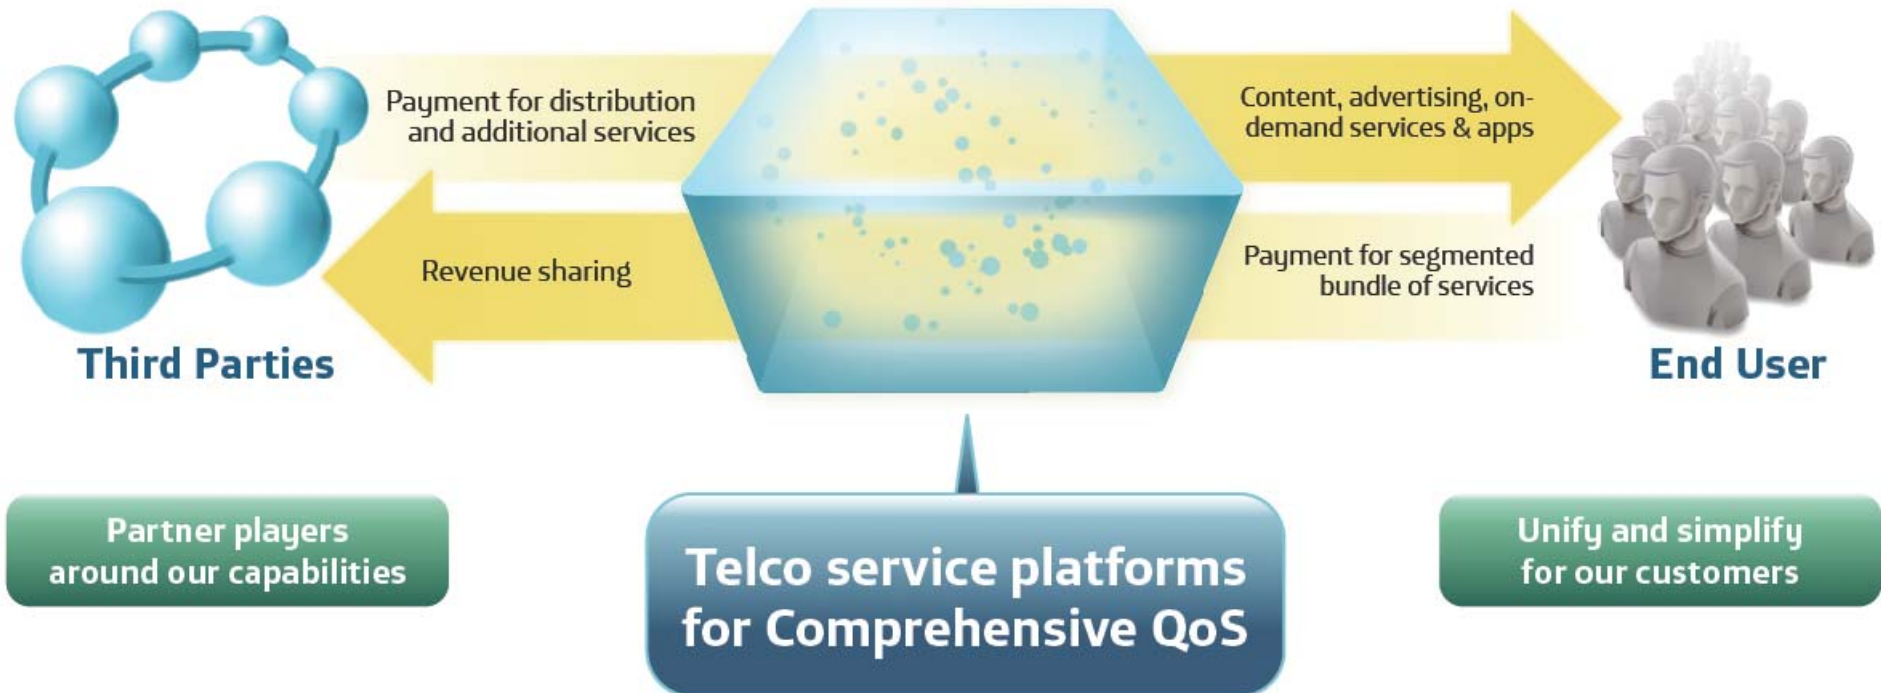 Payment for distribution
and additional services
Content, advertising, on-
demand services & apps
Revenue sharing
Payment for segmented
bundle of services
Third Parties
End User
Partner players
around our capabilities
Telco service platforms
for Comprehensive QoS
Unify and simplify
for our customers